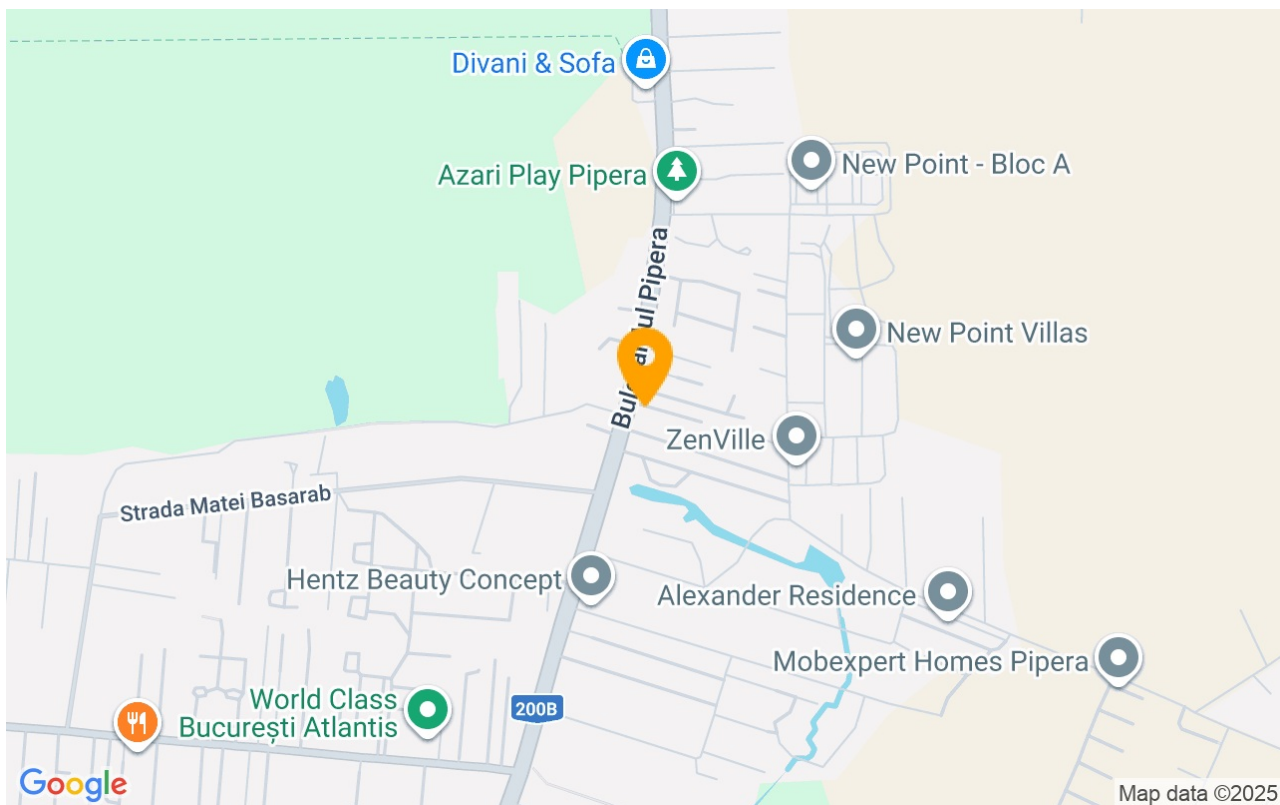 Divani & Sofa
Azari Play Pipera
New Point - Bloc A
New Point Villas
ZenVille
Strada Matei Basarab
Hentz Beauty Concept
Alexander Residence
Mobexpert Homes Pipera
World Class
București Atlantis
200B
Google
Map data ©2025